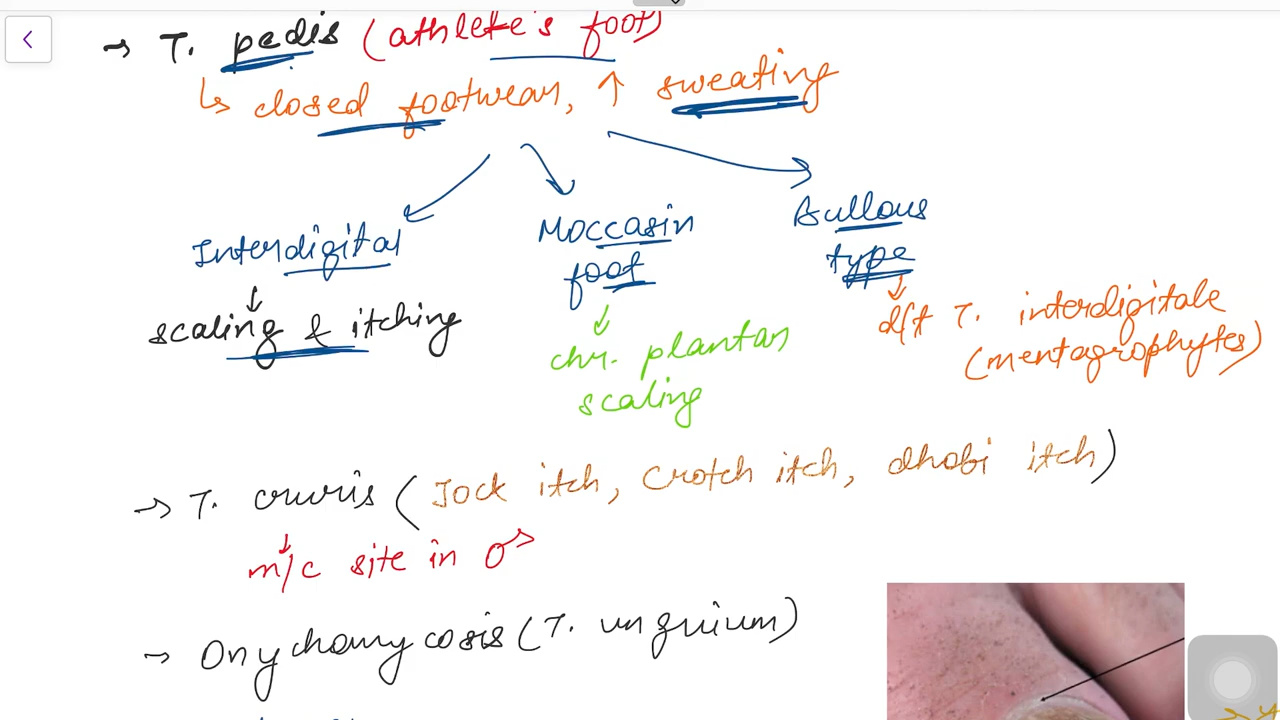 → T. pedis (athlete's foot)
↳ closed footwear, ↑ sweating
Interdigital
↓
scaling & itching
Moccasin
foot
↓
chr. plantar
scaling
Bullous
type
↓
d/t T. interdigitale
(mentagrophytes)
→ T. cruris (Jock itch, Crotch itch, dhobi itch)
↓
m/c site in ♂
→ Onychomycosis (T. unguium)